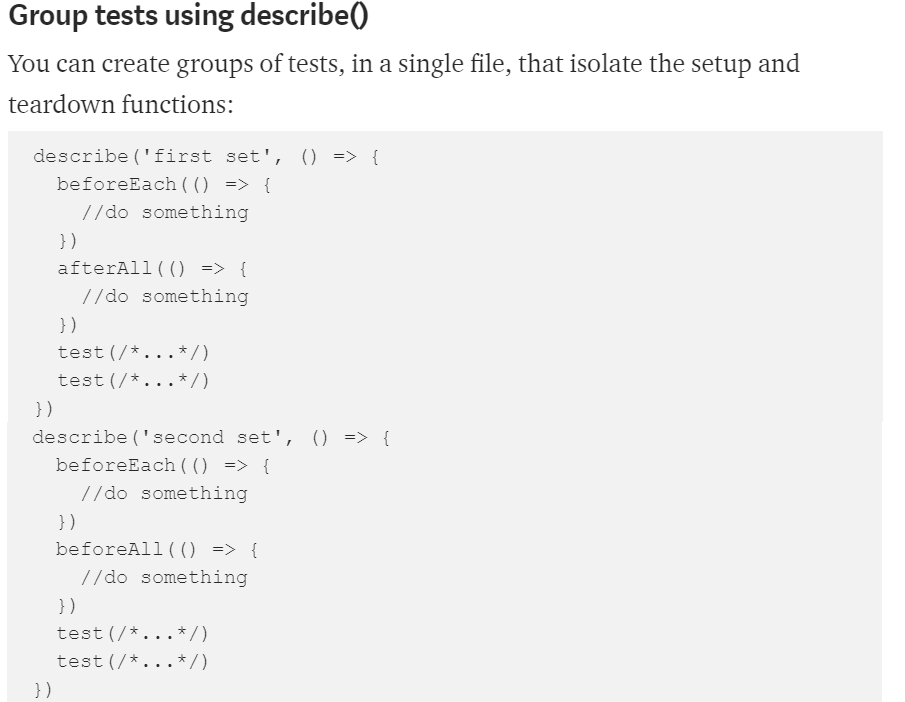 Group tests using describe()
You can create groups of tests, in a single file, that isolate the setup and
teardown functions:
describe('first set', () => {
  beforeEach(() => {
    //do something
  })
  afterAll(() => {
    //do something
  })
  test(/*...*/)
  test(/*...*/)
})
describe('second set', () => {
  beforeEach(() => {
    //do something
  })
  beforeAll(() => {
    //do something
  })
  test(/*...*/)
  test(/*...*/)
})